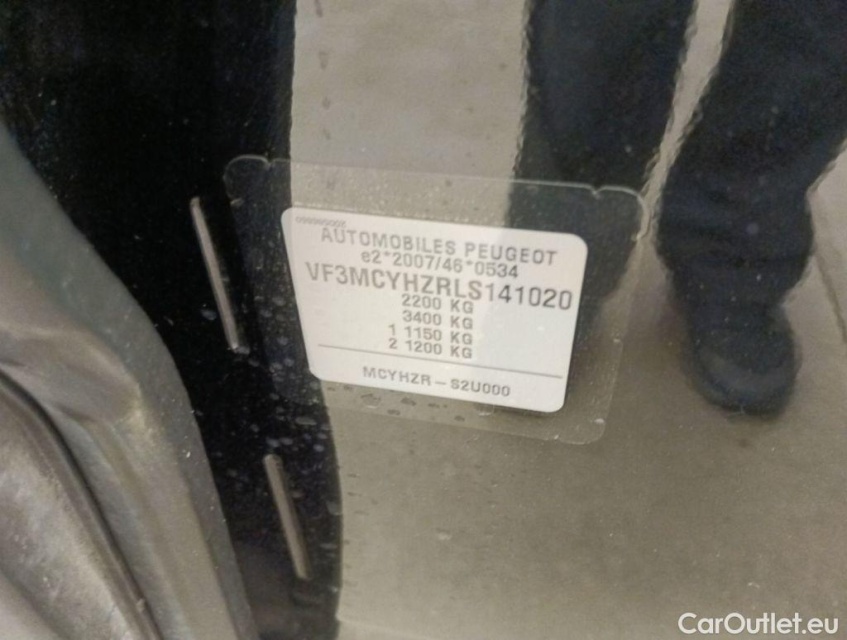 AUTOMOBILES PEUGEOT
e2*2007/46*0534
VF3MCYHZRLS141020
2200 KG
3400 KG
1 1150 KG
2 1200 KG
MCYHZR – S2U000
CarOutlet.eu